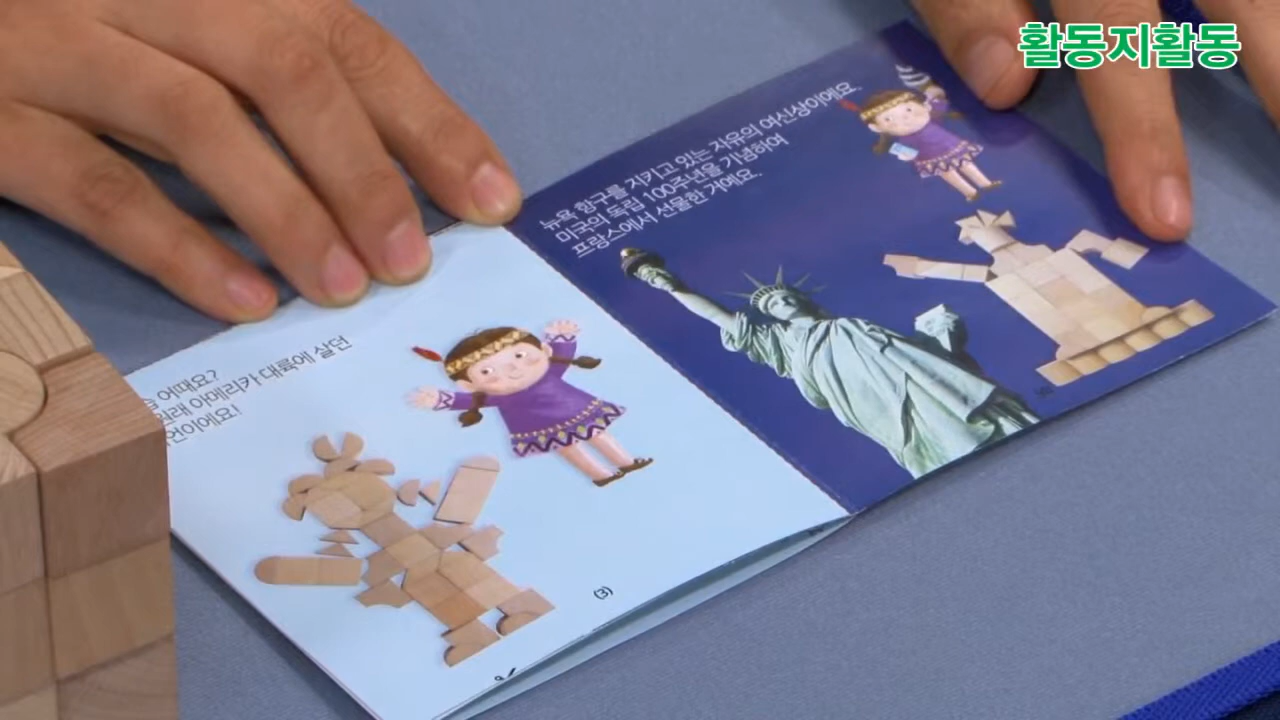 활동지활동
뉴욕 항구를 지키고 있는 자유의 여신상이에요.
미국의 독립 100주년을 기념하여
프랑스에서 선물한 거예요.
어때요?
원래 아메리카 대륙에 살던
(3)